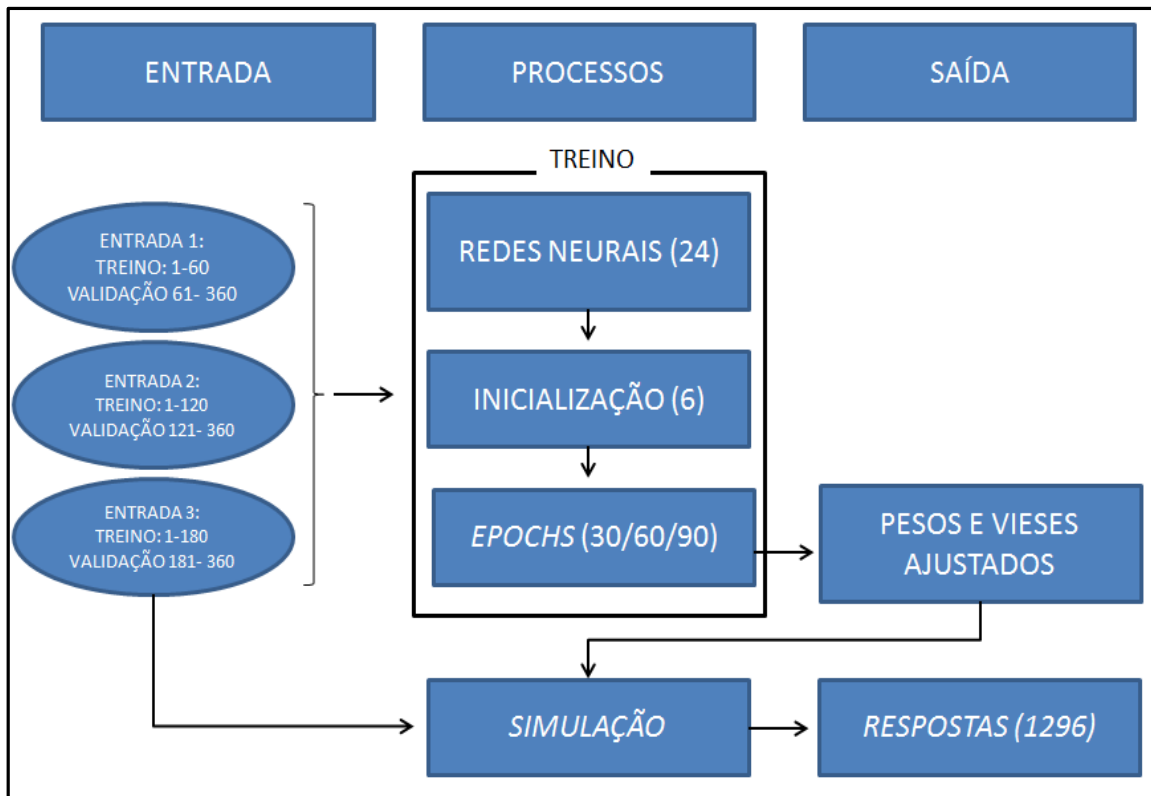 ENTRADA
PROCESSOS
SAÍDA
TREINO
ENTRADA 1:
TREINO: 1-60
VALIDAÇÃO 61- 360
ENTRADA 2:
TREINO: 1-120
VALIDAÇÃO 121- 360
ENTRADA 3:
TREINO: 1-180
VALIDAÇÃO 181- 360
REDES NEURAIS (24)
INICIALIZAÇÃO (6)
EPOCHS (30/60/90)
PESOS E VIESES
AJUSTADOS
SIMULAÇÃO
RESPOSTAS (1296)